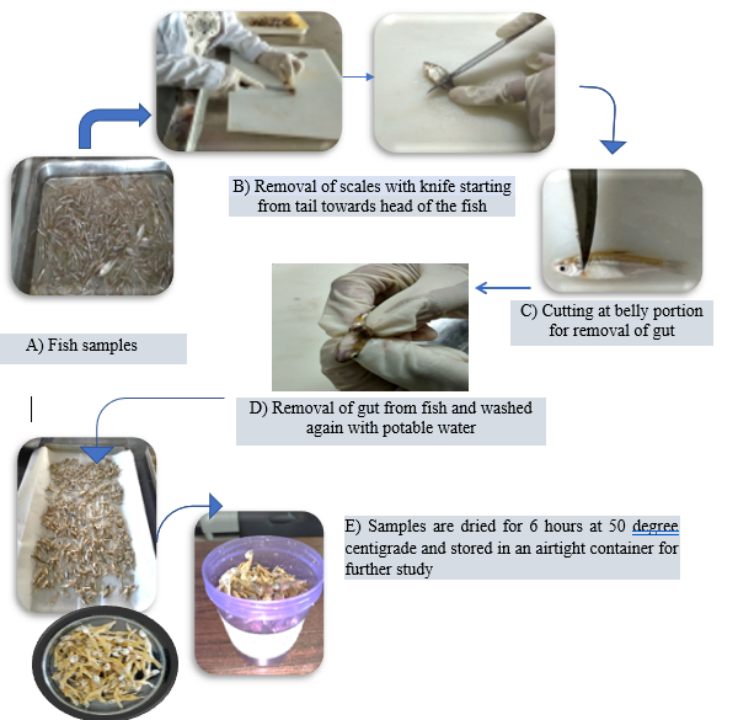 B) Removal of scales with knife starting
from tail towards head of the fish
A) Fish samples
C) Cutting at belly portion
for removal of gut
D) Removal of gut from fish and washed
again with potable water
E) Samples are dried for 6 hours at 50 degree
centigrade and stored in an airtight container for
further study